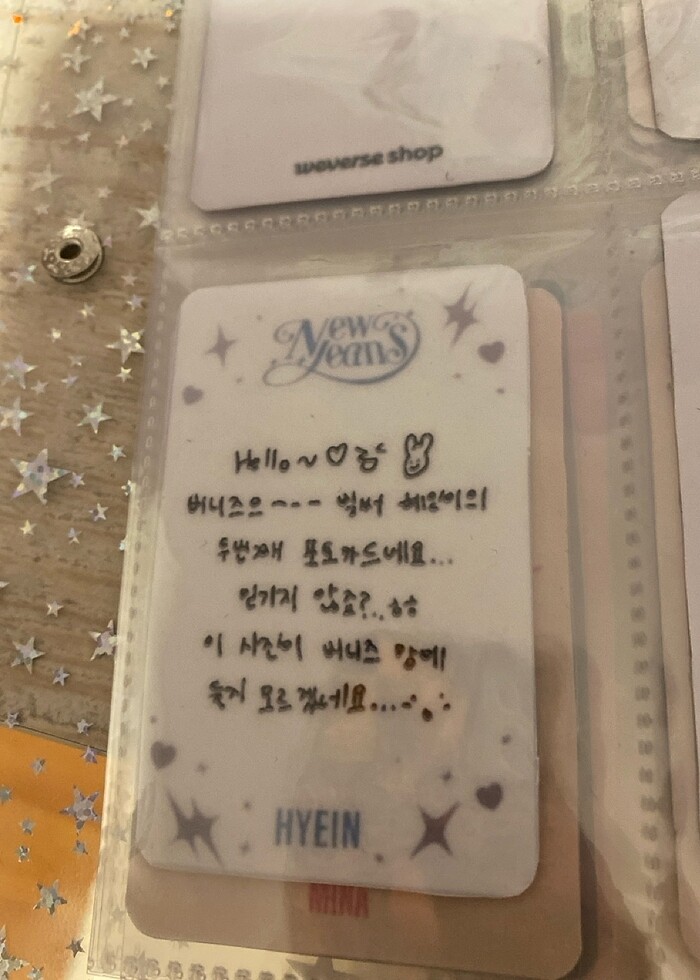 weverse shop
NewJeans
Hello~♡
버니즈으~~~ 벌써 혜인이의
두번째 포토카드네요...
믿기지 않죠?.. ㅎㅎ
이 사진이 버니즈 맘에
들지 모르겠네요...
HYEIN